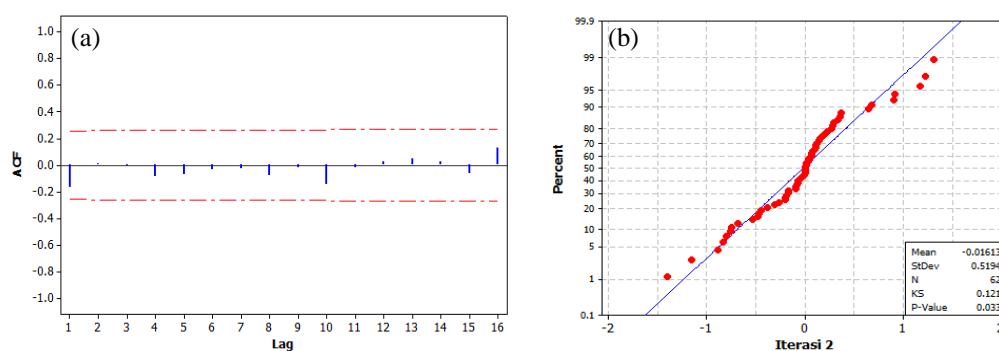 (a)
1.0
0.8
0.6
0.4
0.2
0.0
-0.2
-0.4
-0.6
-0.8
-1.0
ACF
1 2 3 4 5 6 7 8 9 10 11 12 13 14 15 16
Lag
(b)
99.9
99
95
90
80
70
60
50
40
30
20
10
5
1
0.1
Percent
-2 -1 0 1 2
Iterasi 2
Mean -0.01613
StDev 0.5194
N 62
KS 0.121
P-Value 0.033